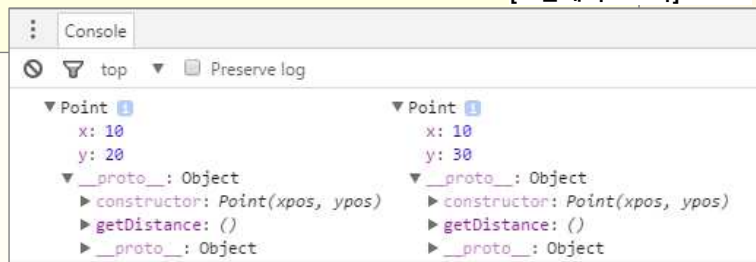 Console
top ▼ Preserve log
▼ Point i
x: 10
y: 20
▼ __proto__: Object
▶ constructor: Point(xpos, ypos)
▶ getDistance: ()
▶ __proto__: Object
▼ Point i
x: 10
y: 30
▼ __proto__: Object
▶ constructor: Point(xpos, ypos)
▶ getDistance: ()
▶ __proto__: Object